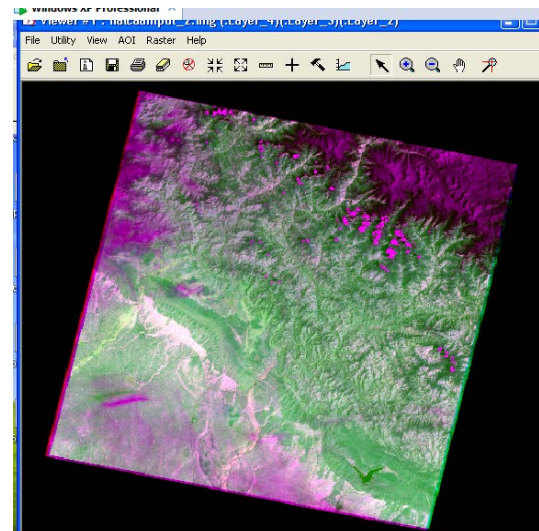 Windows XP Professional
Viewer #1 : (:Layer_4)(:Layer_3)(:Layer_2)
File Utility View AOI Raster Help